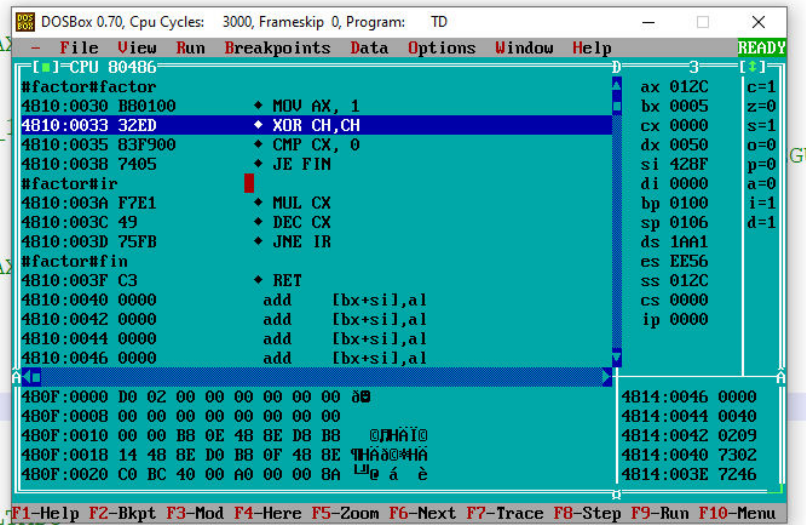 DOSBox 0.70, Cpu Cycles: 3000, Frameskip 0, Program: TD
File View Run Breakpoints Data Options Window Help READY
[■]=CPU 80486 3 [↕]
#factor#factor
4810:0030 B80100 ♦ MOV AX, 1
4810:0033 32ED ♦ XOR CH,CH
4810:0035 83F900 ♦ CMP CX, 0
4810:0038 7405 ♦ JE FIN
#factor#ir
4810:003A F7E1 ♦ MUL CX
4810:003C 49 ♦ DEC CX
4810:003D 75FB ♦ JNE IR
#factor#fin
4810:003F C3 ♦ RET
4810:0040 0000 add [bx+si],al
4810:0042 0000 add [bx+si],al
4810:0044 0000 add [bx+si],al
4810:0046 0000 add [bx+si],al
ax 012C c=1
bx 0005 z=0
cx 0000 s=1
dx 0050 o=0
si 428F p=0
di 0000 a=0
bp 0100 i=1
sp 0106 d=1
ds 1AA1
es EE56
ss 012C
cs 0000
ip 0000
480F:0000 D0 02 00 00 00 00 00 00
480F:0008 00 00 00 00 00 00 00 00
480F:0010 00 00 B8 0E 48 8E D8 B8
480F:0018 14 48 8E D0 B8 0F 48 8E
480F:0020 C0 BC 40 00 A0 00 00 8A
4814:0046 0000
4814:0044 0040
4814:0042 0209
4814:0040 7302
4814:003E 7246
F1-Help F2-Bkpt F3-Mod F4-Here F5-Zoom F6-Next F7-Trace F8-Step F9-Run F10-Menu